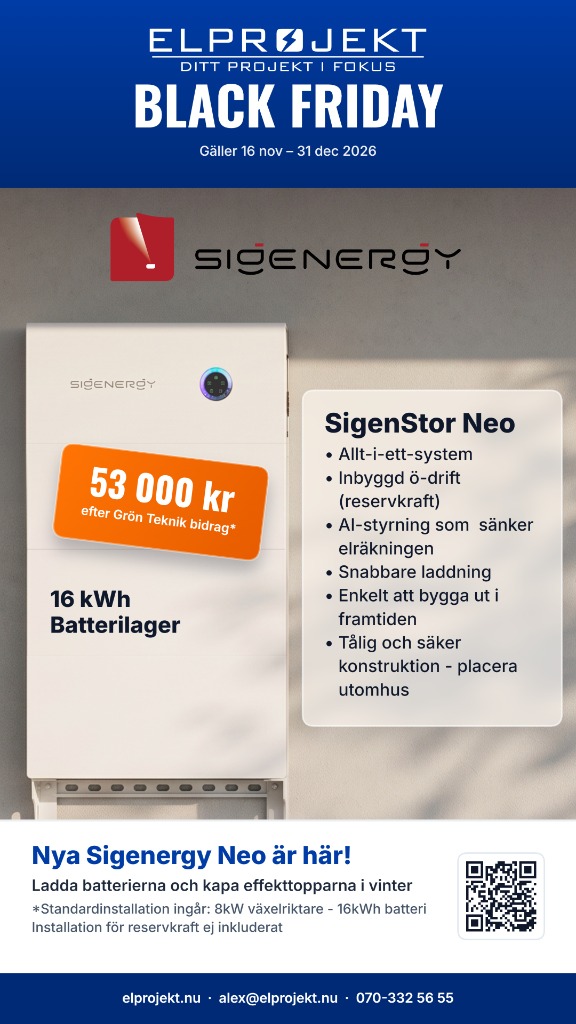 ELPROJEKT
DITT PROJEKT I FOKUS
BLACK FRIDAY
Gäller 16 nov – 31 dec 2026
SIGENERGY
SIGENERGY
53 000 kr
efter Grön Teknik bidrag*
16 kWh
Batterilager
SigenStor Neo
• Allt-i-ett-system
• Inbyggd ö-drift
(reservkraft)
• AI-styrning som  sänker
elräkningen
• Snabbare laddning
• Enkelt att bygga ut i
framtiden
• Tålig och säker
konstruktion - placera
utomhus
Nya Sigenergy Neo är här!
Ladda batterierna och kapa effekttopparna i vinter
*Standardinstallation ingår: 8kW växelriktare - 16kWh batteri
Installation för reservkraft ej inkluderat
elprojekt.nu · alex@elprojekt.nu · 070-332 56 55